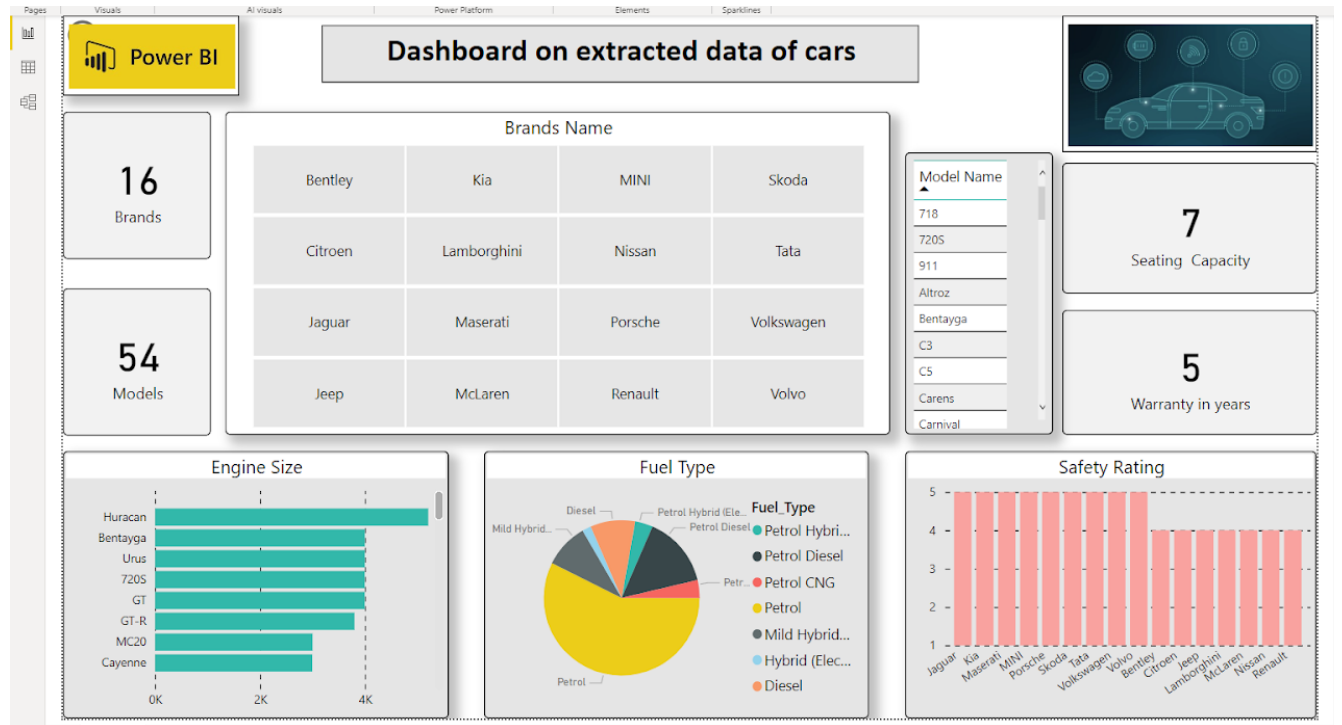 Pages Visuals AI visuals Power Platform Elements Sparklines
Power BI
Dashboard on extracted data of cars
16
Brands
54
Models
Brands Name
Bentley Kia MINI Skoda
Citroen Lamborghini Nissan Tata
Jaguar Maserati Porsche Volkswagen
Jeep McLaren Renault Volvo
Model Name
718
720S
911
Altroz
Bentayga
C3
C5
Carens
Carnival
7
Seating Capacity
5
Warranty in years
Engine Size
Huracan
Bentayga
Urus
720S
GT
GT-R
MC20
Cayenne
0K 2K 4K
Fuel Type
Diesel
Petrol Hybrid (Ele...
Mild Hybrid...
Petrol Diesel
Petr...
Petrol
Fuel_Type
Petrol Hybri...
Petrol Diesel
Petrol CNG
Petrol
Mild Hybrid...
Hybrid (Elec...
Diesel
Safety Rating
5
4
3
2
1
Jaguar Kia Maserati MINI Porsche Skoda Tata Volkswagen Volvo Bentley Citroen Jeep Lamborghini McLaren Nissan Renault